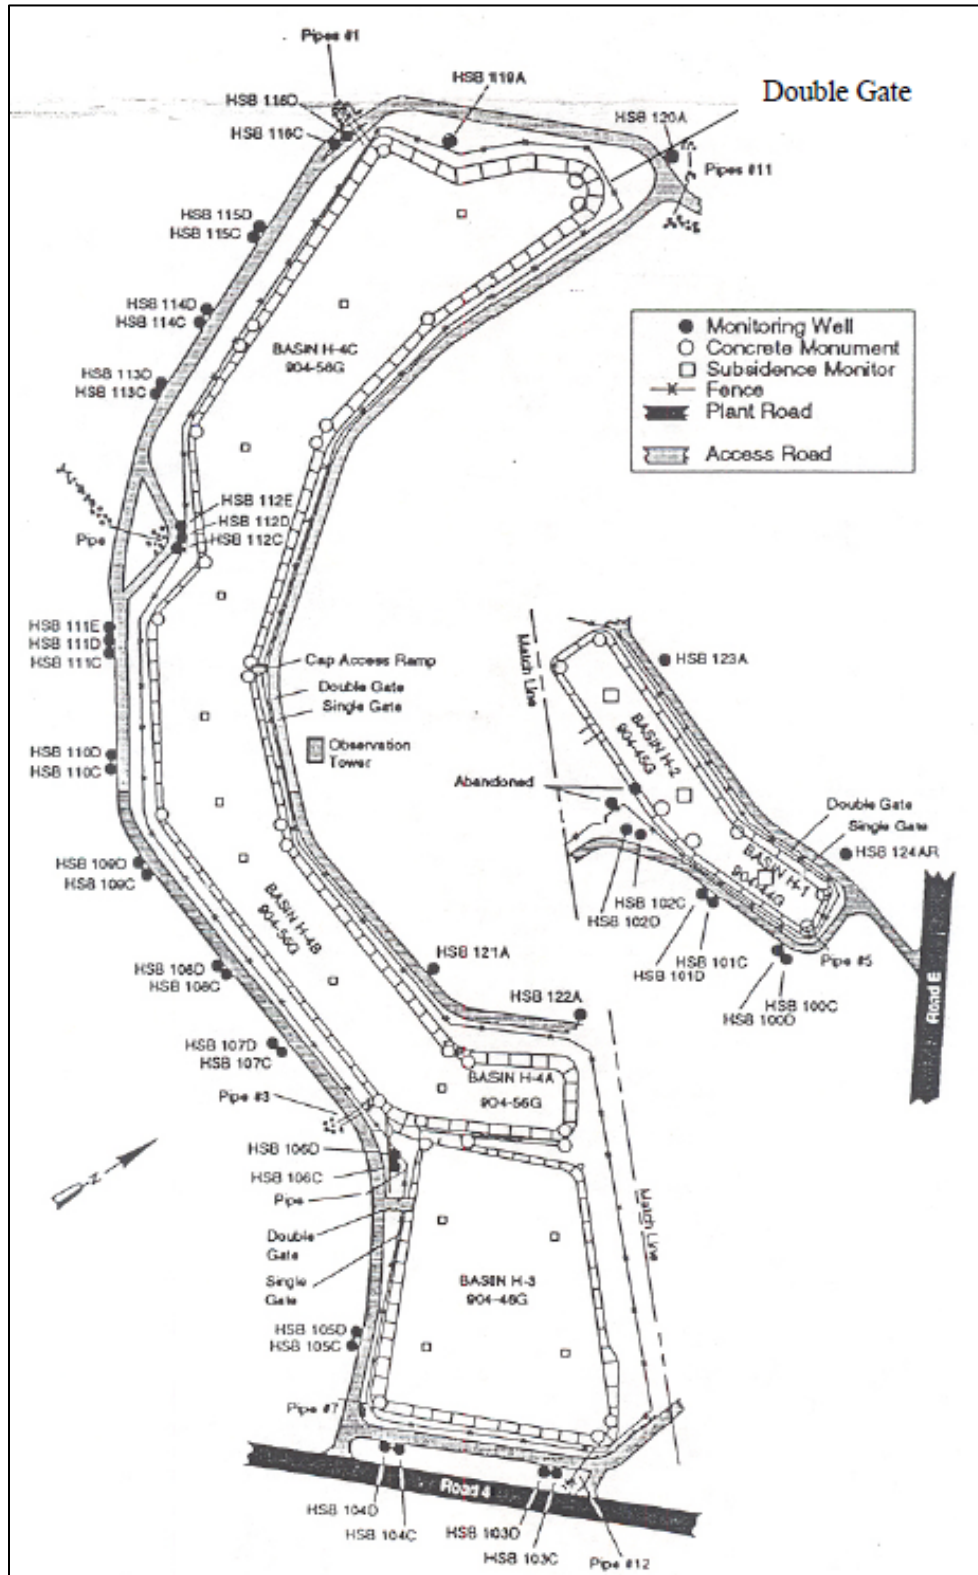 Pipes #1
HSB 119A
Double Gate
HSB 116D
HSB 116C
HSB 120A
Pipes #11
HSB 115D
HSB 115C
HSB 114D
HSB 114C
HSB 113D
HSB 113C
BASIN H-4C
904-56G
Monitoring Well
Concrete Monument
Subsidence Monitor
Fence
Plant Road
Access Road
HSB 112E
HSB 112D
HSB 112C
Pipe
HSB 111E
HSB 111D
HSB 111C
Cap Access Ramp
Double Gate
Single Gate
Observation
Tower
HSB 110D
HSB 110C
HSB 109D
HSB 109C
BASIN H-4B
904-56G
Match Line
HSB 123A
BASIN H-2
904-45G
Abandoned
Double Gate
Single Gate
HSB 124AR
BASIN H-1
904-44G
HSB 102C
HSB 102D
HSB 101C
HSB 101D
Pipe #5
HSB 100C
HSB 100D
Road E
HSB 108D
HSB 108C
HSB 121A
HSB 122A
HSB 107D
HSB 107C
Pipe #3
BASIN H-4A
904-56G
HSB 106D
HSB 106C
Pipe
N
Double
Gate
Single
Gate
Match Line
BASIN H-3
904-46G
HSB 105D
HSB 105C
Pipe #7
Road 4
HSB 104D
HSB 104C
HSB 103D
HSB 103C
Pipe #12